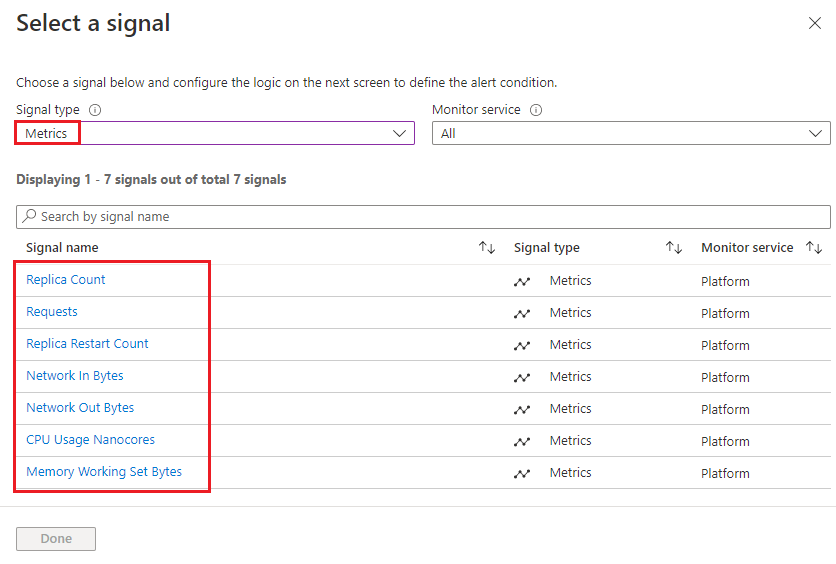 Select a signal
Choose a signal below and configure the logic on the next screen to define the alert condition.
Signal type Monitor service
Metrics All
Displaying 1 - 7 signals out of total 7 signals
Search by signal name
Signal name Signal type Monitor service
Replica Count Metrics Platform
Requests Metrics Platform
Replica Restart Count Metrics Platform
Network In Bytes Metrics Platform
Network Out Bytes Metrics Platform
CPU Usage Nanocores Metrics Platform
Memory Working Set Bytes Metrics Platform
Done